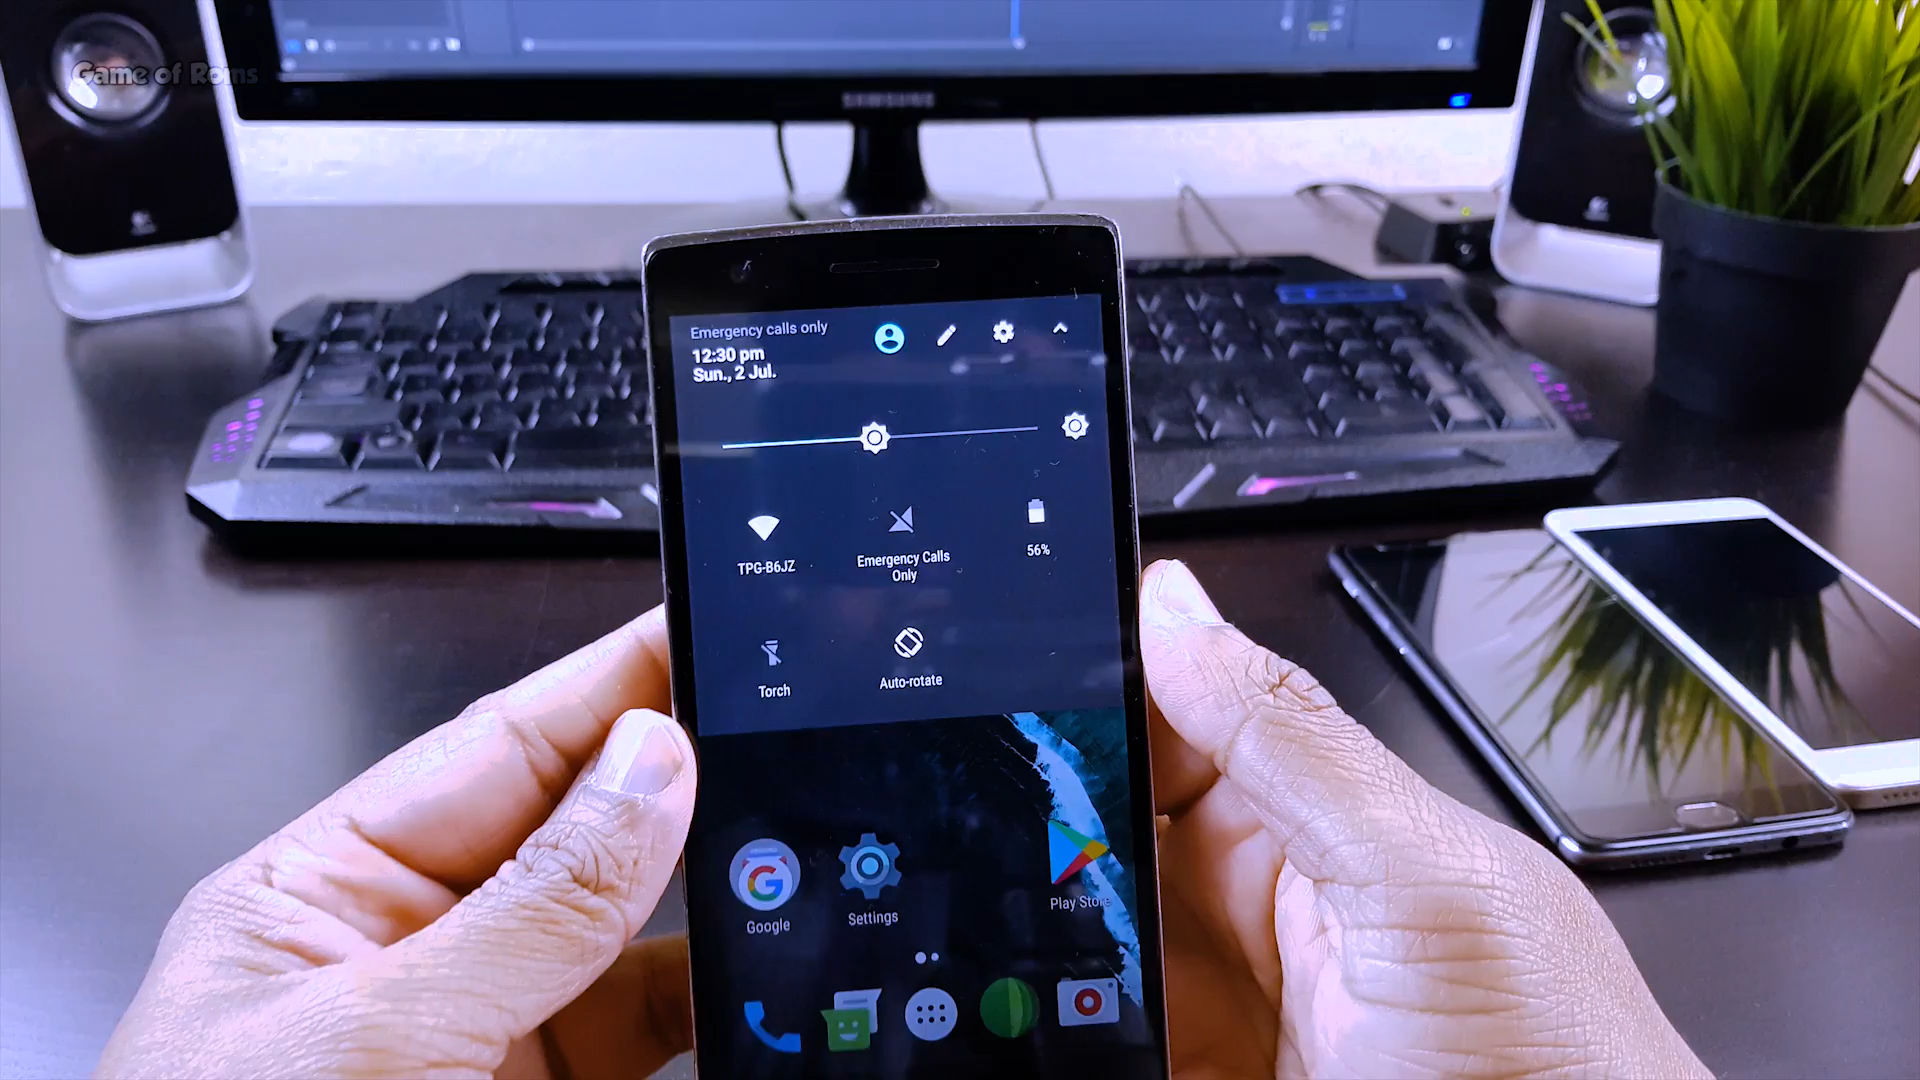 Game of Roms
SAMSUNG
Emergency calls only
12:30 pm
Sun., 2 Jul.
TPG-B6JZ
Emergency Calls
Only
56%
Torch
Auto-rotate
Google
Settings
Play Store